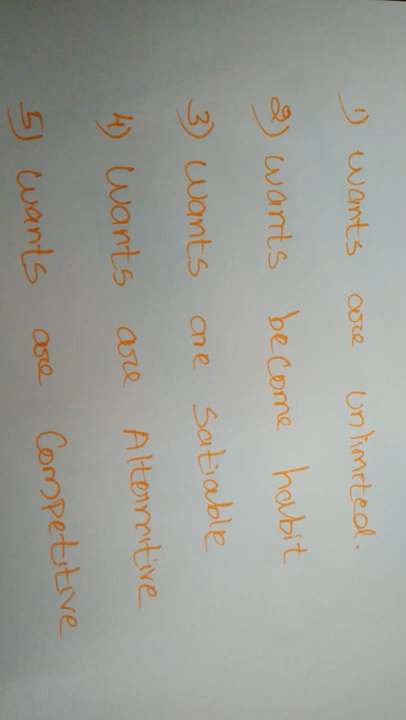 1) wants are unlimited.
2) wants become habit
3) wants are Satiable
4) Wants are Alternitive
5) Wants are Competitive